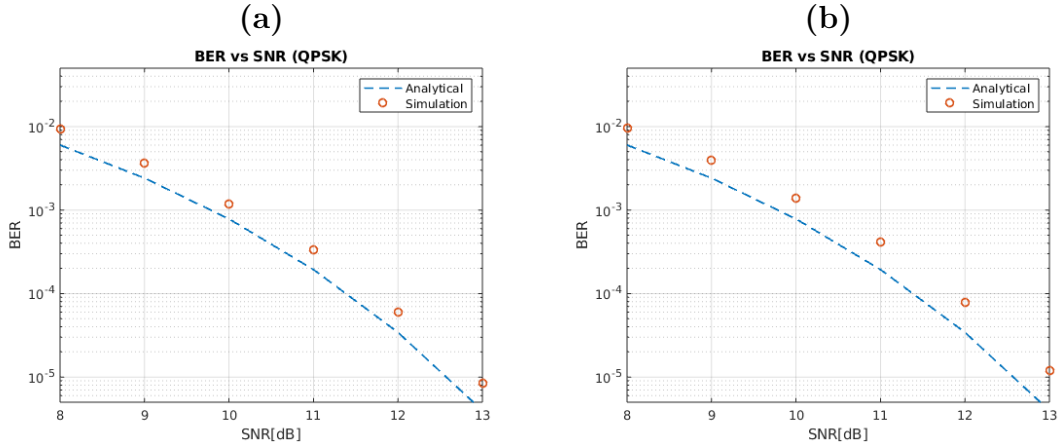 (a)
BER vs SNR (QPSK)
Analytical
Simulation
10^-2
10^-3
10^-4
10^-5
BER
8 9 10 11 12 13
SNR[dB]
(b)
BER vs SNR (QPSK)
Analytical
Simulation
10^-2
10^-3
10^-4
10^-5
BER
8 9 10 11 12 13
SNR[dB]